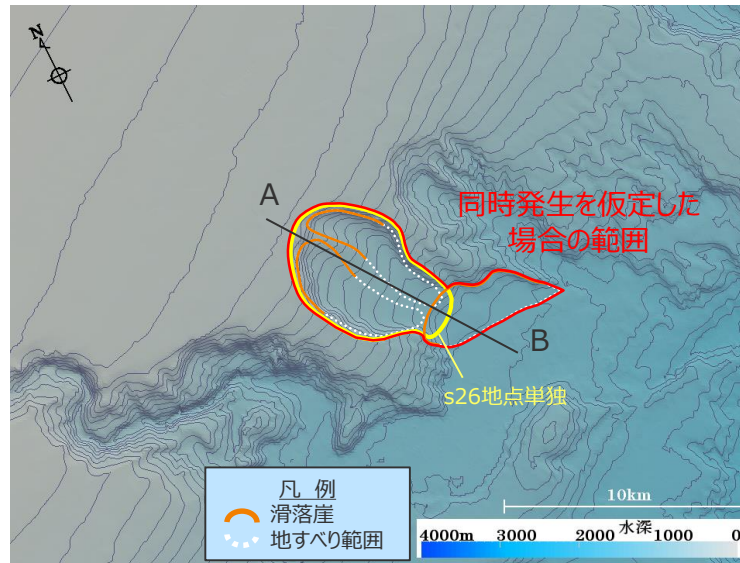 N
A
同時発生を仮定した
場合の範囲
B
s26地点単独
凡 例
滑落崖
地すべり範囲
10km
水深
4000m 3000 2000 1000 0